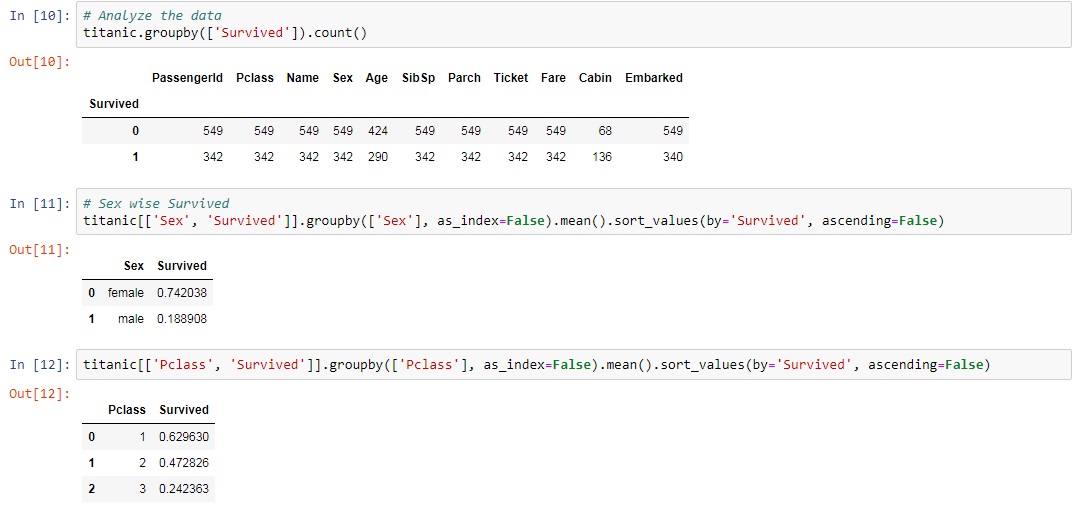 In [10]: # Analyze the data
titanic.groupby(['Survived']).count()
Out[10]:
PassengerId Pclass Name Sex Age SibSp Parch Ticket Fare Cabin Embarked
Survived
0 549 549 549 549 424 549 549 549 549 68 549
1 342 342 342 342 290 342 342 342 342 136 340
In [11]: # Sex wise Survived
titanic[['Sex', 'Survived']].groupby(['Sex'], as_index=False).mean().sort_values(by='Survived', ascending=False)
Out[11]:
Sex Survived
0 female 0.742038
1 male 0.188908
In [12]: titanic[['Pclass', 'Survived']].groupby(['Pclass'], as_index=False).mean().sort_values(by='Survived', ascending=False)
Out[12]:
Pclass Survived
0 1 0.629630
1 2 0.472826
2 3 0.242363